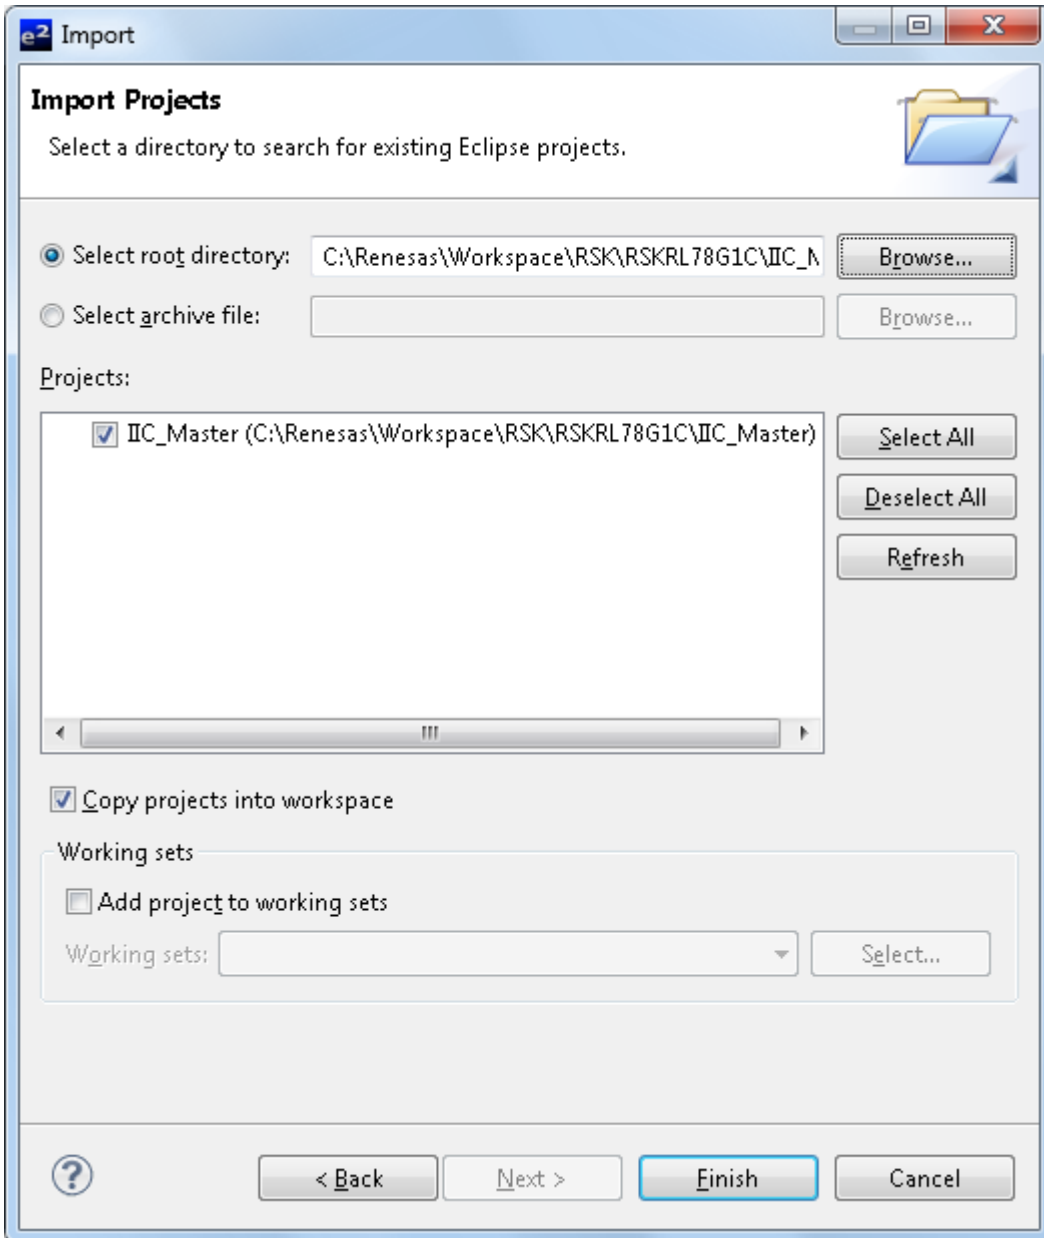 e² Import
Import Projects
Select a directory to search for existing Eclipse projects.
Select root directory: C:\Renesas\Workspace\RSK\RSKRL78G1C\IIC_M Browse...
Select archive file: Browse...
Projects:
IIC_Master (C:\Renesas\Workspace\RSK\RSKRL78G1C\IIC_Master) Select All
Deselect All
Refresh
Copy projects into workspace
Working sets
Add project to working sets
Working sets: Select...
? < Back Next > Finish Cancel